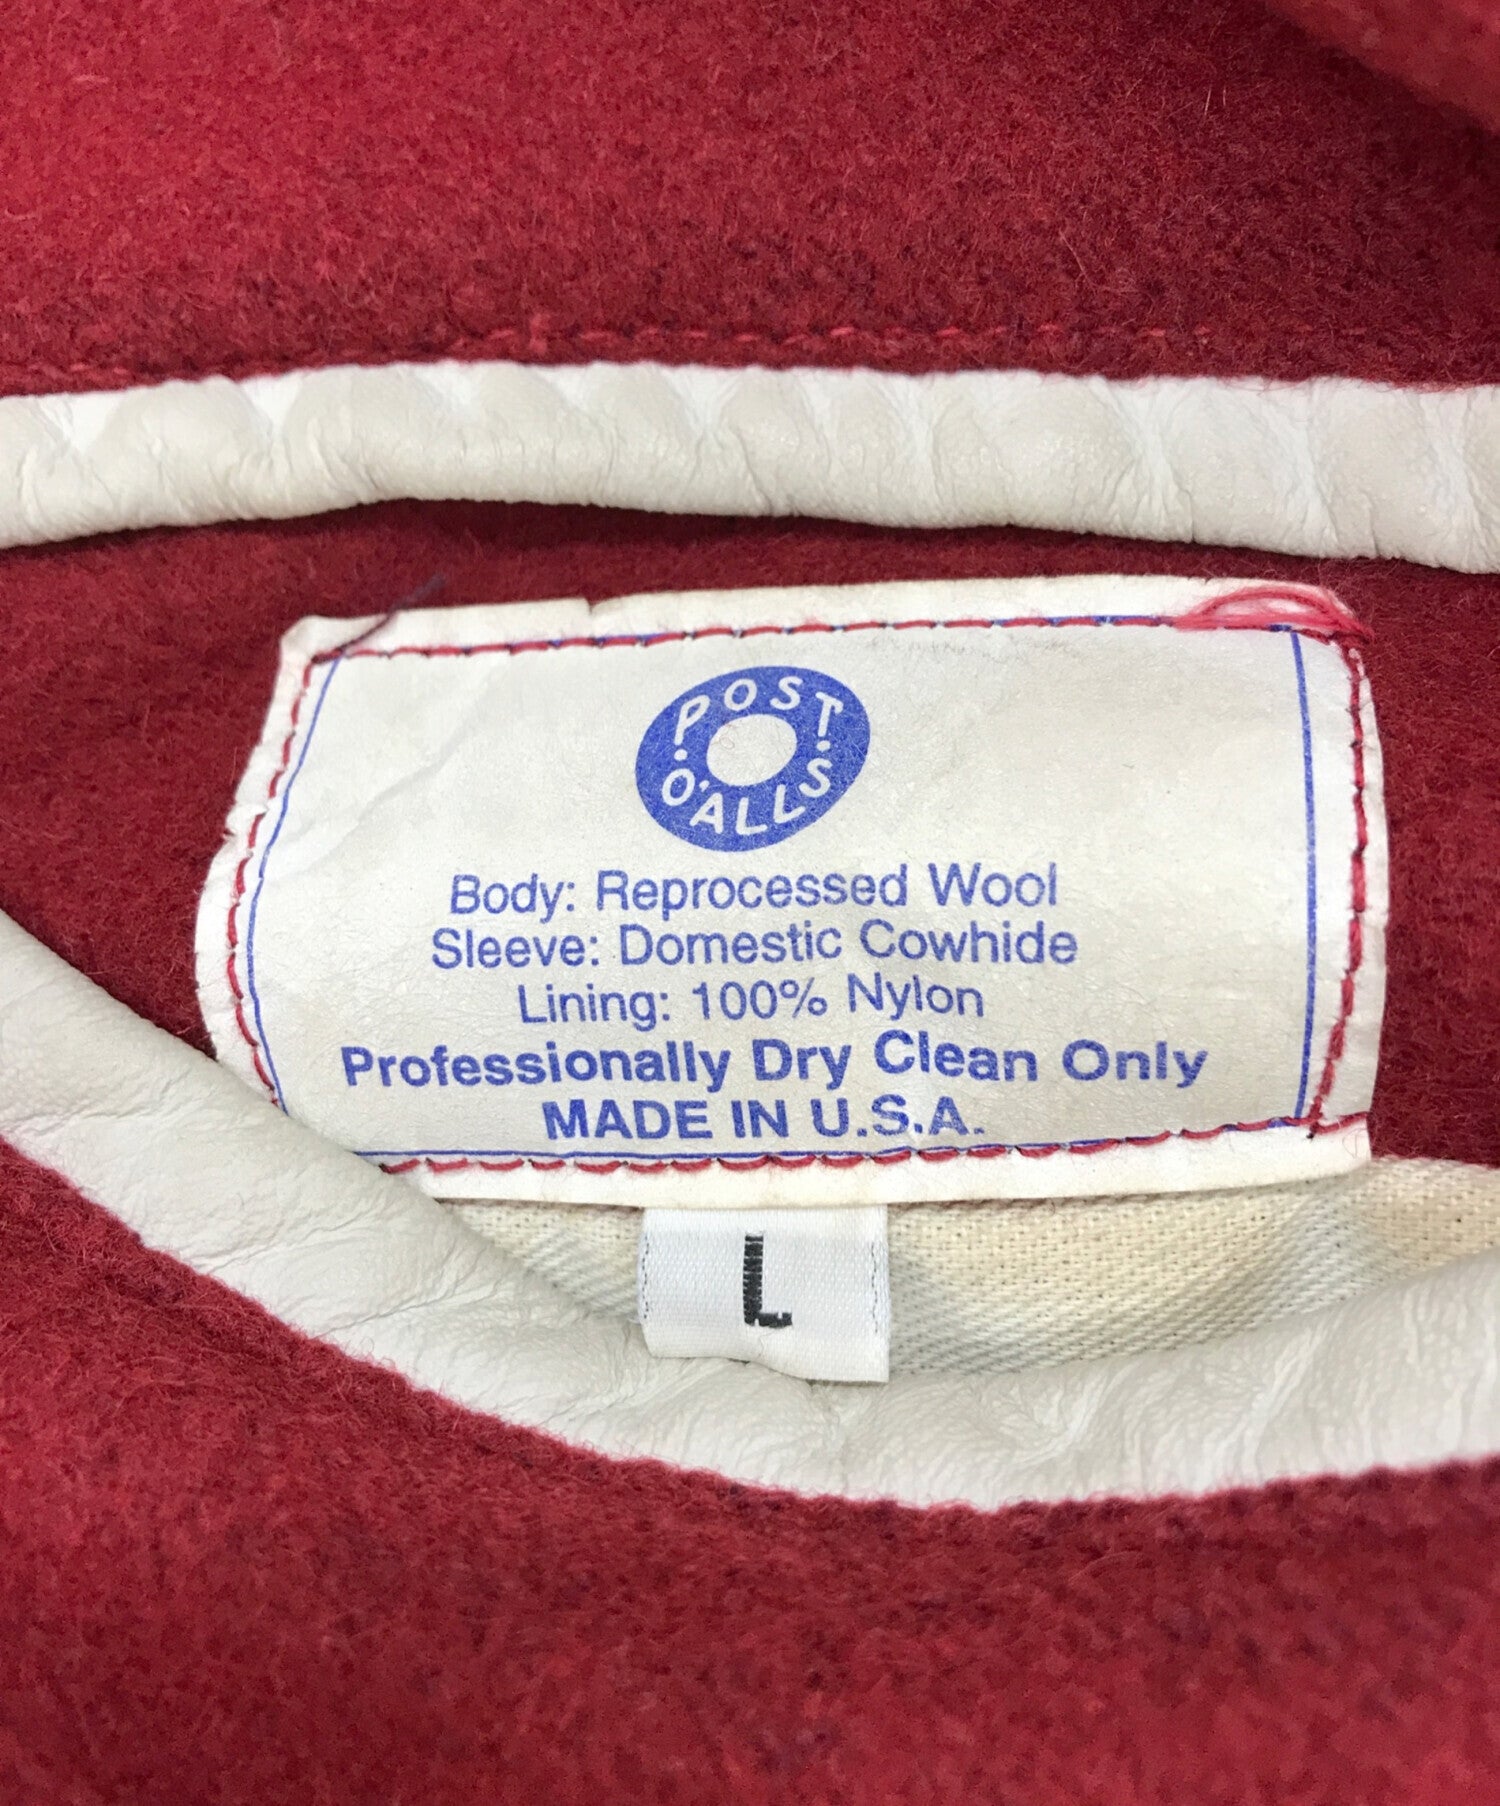 POST
O'ALLS
Body: Reprocessed Wool
Sleeve: Domestic Cowhide
Lining: 100% Nylon
Professionally Dry Clean Only
MADE IN U.S.A.
L